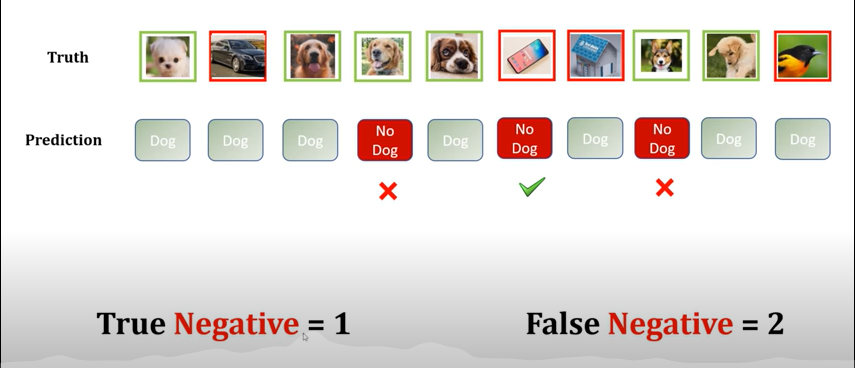 Truth
Prediction
Dog
Dog
Dog
No
Dog
Dog
No
Dog
Dog
No
Dog
Dog
Dog
True Negative = 1
False Negative = 2